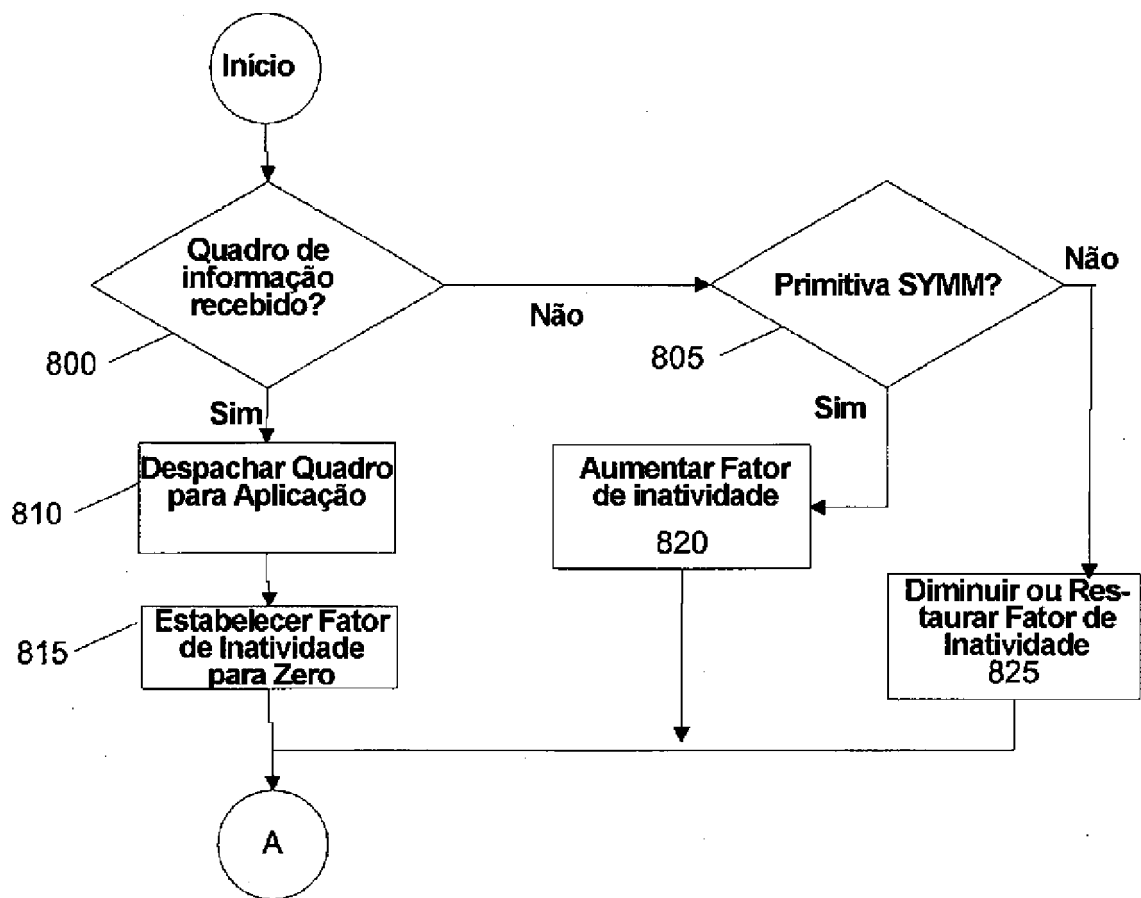 Início
Quadro de
informação
recebido?
800
Não
Primitiva SYMM?
805
Não
Sim
Sim
Despachar Quadro
para Aplicação
810
Aumentar Fator
de inatividade
820
Estabelecer Fator
de Inatividade
para Zero
815
Diminuir ou Res-
taurar Fator de
Inatividade
825
A